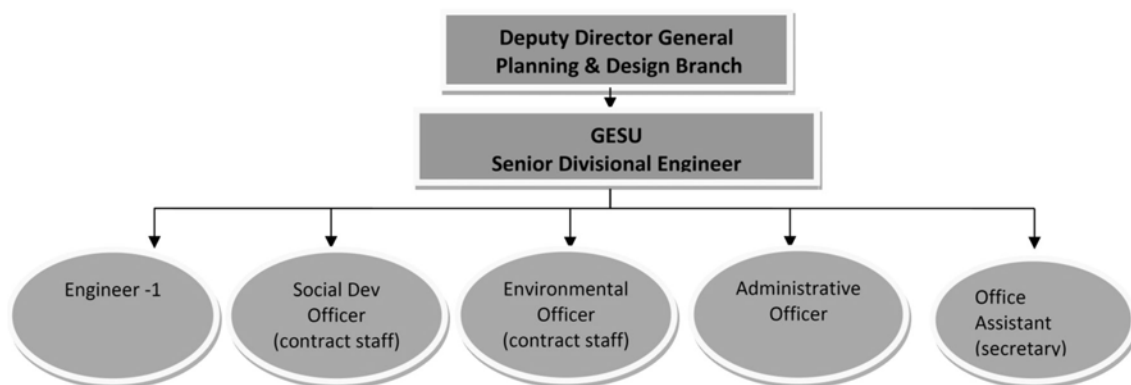 Deputy Director General
Planning & Design Branch
GESU
Senior Divisional Engineer
Engineer -1
Social Dev
Officer
(contract staff)
Environmental
Officer
(contract staff)
Administrative
Officer
Office
Assistant
(secretary)